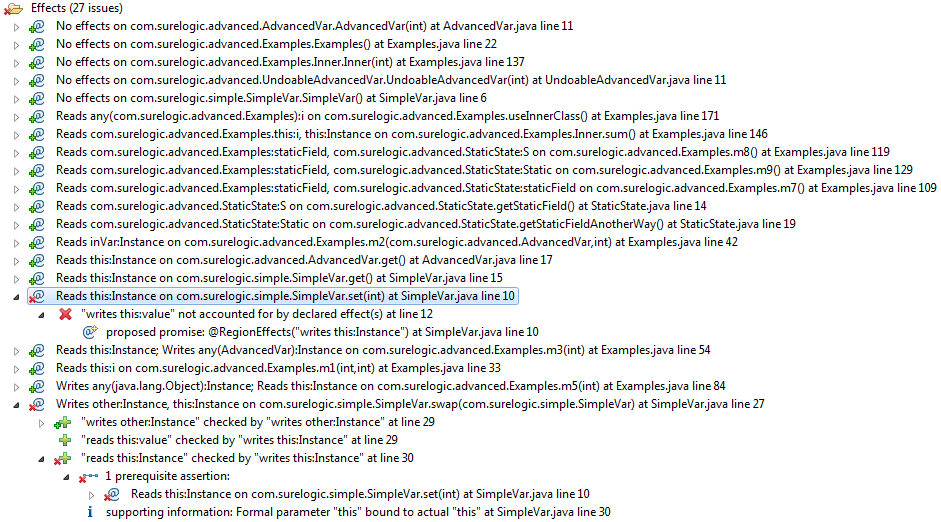 Effects (27 issues)
No effects on com.surelogic.advanced.AdvancedVar.AdvancedVar(int) at AdvancedVar.java line 11
No effects on com.surelogic.advanced.Examples.Examples() at Examples.java line 22
No effects on com.surelogic.advanced.Examples.Inner.Inner(int) at Examples.java line 137
No effects on com.surelogic.advanced.UndoableAdvancedVar.UndoableAdvancedVar(int) at UndoableAdvancedVar.java line 11
No effects on com.surelogic.simple.SimpleVar.SimpleVar() at SimpleVar.java line 6
Reads any(com.surelogic.advanced.Examples):i on com.surelogic.advanced.Examples.useInnerClass() at Examples.java line 171
Reads com.surelogic.advanced.Examples.this:i, this:Instance on com.surelogic.advanced.Examples.Inner.sum() at Examples.java line 146
Reads com.surelogic.advanced.Examples:staticField, com.surelogic.advanced.StaticState:S on com.surelogic.advanced.Examples.m8() at Examples.java line 119
Reads com.surelogic.advanced.Examples:staticField, com.surelogic.advanced.StaticState:Static on com.surelogic.advanced.Examples.m9() at Examples.java line 129
Reads com.surelogic.advanced.Examples:staticField, com.surelogic.advanced.StaticState:staticField on com.surelogic.advanced.Examples.m7() at Examples.java line 109
Reads com.surelogic.advanced.StaticState:S on com.surelogic.advanced.StaticState.getStaticField() at StaticState.java line 14
Reads com.surelogic.advanced.StaticState:Static on com.surelogic.advanced.StaticState.getStaticFieldAnotherWay() at StaticState.java line 19
Reads inVar:Instance on com.surelogic.advanced.Examples.m2(com.surelogic.advanced.AdvancedVar,int) at Examples.java line 42
Reads this:Instance on com.surelogic.advanced.AdvancedVar.get() at AdvancedVar.java line 17
Reads this:Instance on com.surelogic.simple.SimpleVar.get() at SimpleVar.java line 15
Reads this:Instance on com.surelogic.simple.SimpleVar.set(int) at SimpleVar.java line 10
"writes this:value" not accounted for by declared effect(s) at line 12
proposed promise: @RegionEffects("writes this:Instance") at SimpleVar.java line 10
Reads this:Instance; Writes any(AdvancedVar):Instance on com.surelogic.advanced.Examples.m3(int) at Examples.java line 54
Reads this:i on com.surelogic.advanced.Examples.m1(int,int) at Examples.java line 33
Writes any(java.lang.Object):Instance; Reads this:Instance on com.surelogic.advanced.Examples.m5(int) at Examples.java line 84
Writes other:Instance, this:Instance on com.surelogic.simple.SimpleVar.swap(com.surelogic.simple.SimpleVar) at SimpleVar.java line 27
"writes other:Instance" checked by "writes other:Instance" at line 29
"reads this:value" checked by "writes this:Instance" at line 29
"reads this:Instance" checked by "writes this:Instance" at line 30
1 prerequisite assertion:
Reads this:Instance on com.surelogic.simple.SimpleVar.set(int) at SimpleVar.java line 10
supporting information: Formal parameter "this" bound to actual "this" at SimpleVar.java line 30